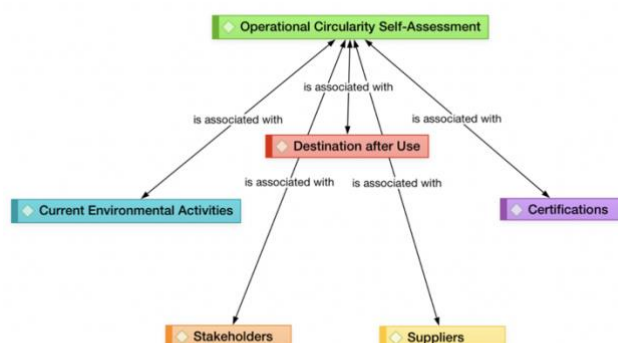 Operational Circularity Self-Assessment
is associated with
is associated with
is associated with
Destination after Use
is associated with
is associated with
Current Environmental Activities
Certifications
Stakeholders
Suppliers